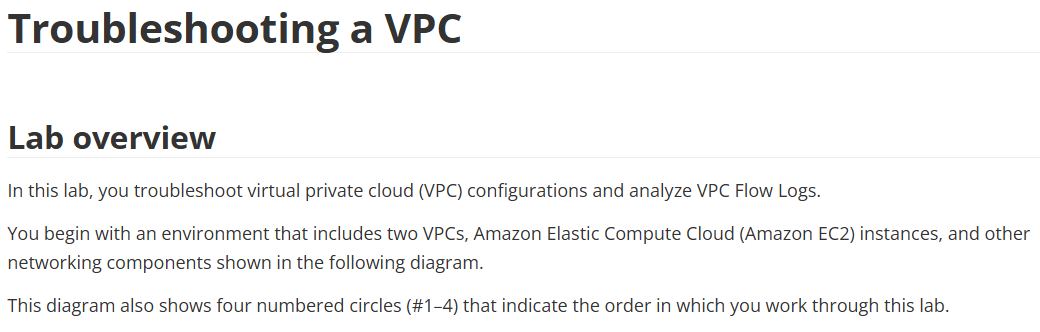 Troubleshooting a VPC
Lab overview
In this lab, you troubleshoot virtual private cloud (VPC) configurations and analyze VPC Flow Logs.
You begin with an environment that includes two VPCs, Amazon Elastic Compute Cloud (Amazon EC2) instances, and other
networking components shown in the following diagram.
This diagram also shows four numbered circles (#1–4) that indicate the order in which you work through this lab.